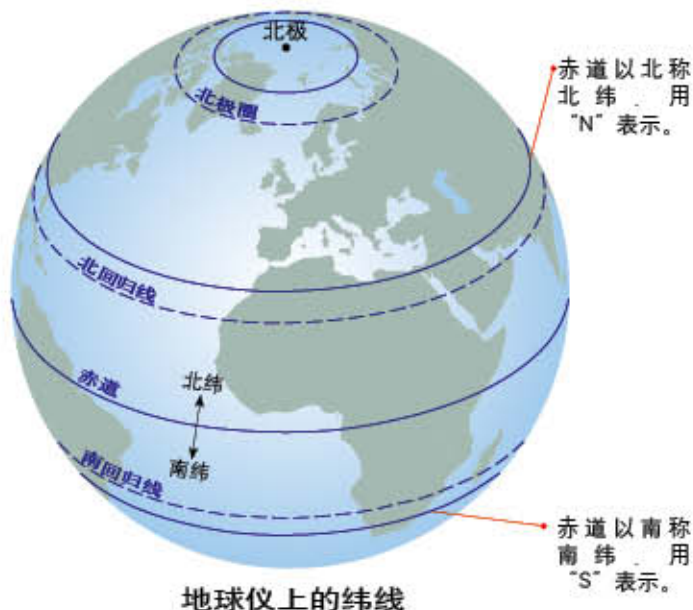 北极
赤道以北称
北纬．用
“N”表示。
北极圈
北回归线
赤道
北纬
南纬
南回归线
赤道以南称
南纬．用
“S”表示。
地球仪上的纬线